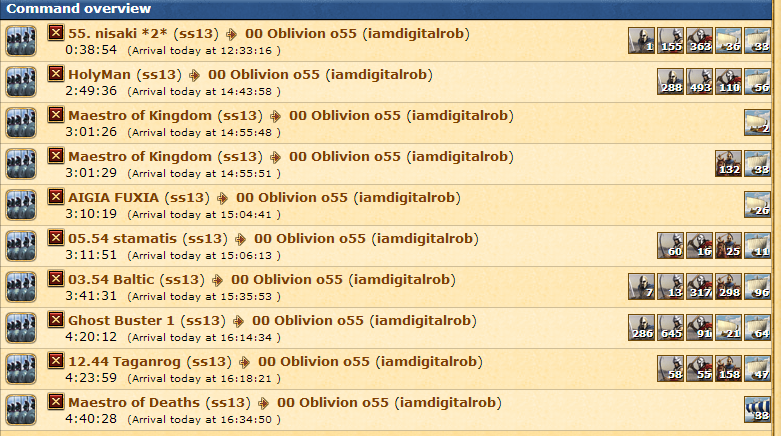 Command overview
55. nisaki *2* (ss13) 00 Oblivion o55 (iamdigitalrob)
0:38:54 (Arrival today at 12:33:16 )
1 155 363 36 33
HolyMan (ss13) 00 Oblivion o55 (iamdigitalrob)
2:49:36 (Arrival today at 14:43:58 )
288 493 110 56
Maestro of Kingdom (ss13) 00 Oblivion o55 (iamdigitalrob)
3:01:26 (Arrival today at 14:55:48 )
2
Maestro of Kingdom (ss13) 00 Oblivion o55 (iamdigitalrob)
3:01:29 (Arrival today at 14:55:51 )
132 33
AIGIA FUXIA (ss13) 00 Oblivion o55 (iamdigitalrob)
3:10:19 (Arrival today at 15:04:41 )
26
05.54 stamatis (ss13) 00 Oblivion o55 (iamdigitalrob)
3:11:51 (Arrival today at 15:06:13 )
60 16 25 11
03.54 Baltic (ss13) 00 Oblivion o55 (iamdigitalrob)
3:41:31 (Arrival today at 15:35:53 )
7 13 317 298 96
Ghost Buster 1 (ss13) 00 Oblivion o55 (iamdigitalrob)
4:20:12 (Arrival today at 16:14:34 )
286 645 91 21 64
12.44 Taganrog (ss13) 00 Oblivion o55 (iamdigitalrob)
4:23:59 (Arrival today at 16:18:21 )
58 55 158 47
Maestro of Deaths (ss13) 00 Oblivion o55 (iamdigitalrob)
4:40:28 (Arrival today at 16:34:50 )
33